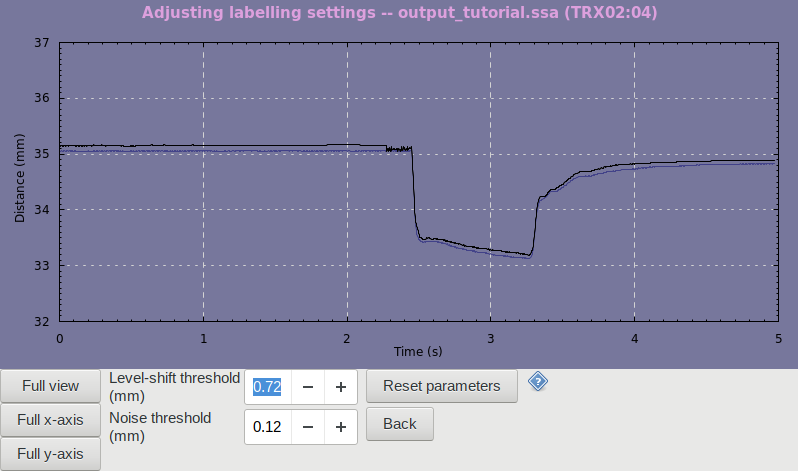 Adjusting labelling settings -- output_tutorial.ssa (TRX02:04)
37
36
35
34
33
32
Distance (mm)
0 1 2 3 4 5
Time (s)
Full view
Full x-axis
Full y-axis
Level-shift threshold
(mm)
0.72 − +
Noise threshold
(mm)
0.12 − +
Reset parameters
?
Back